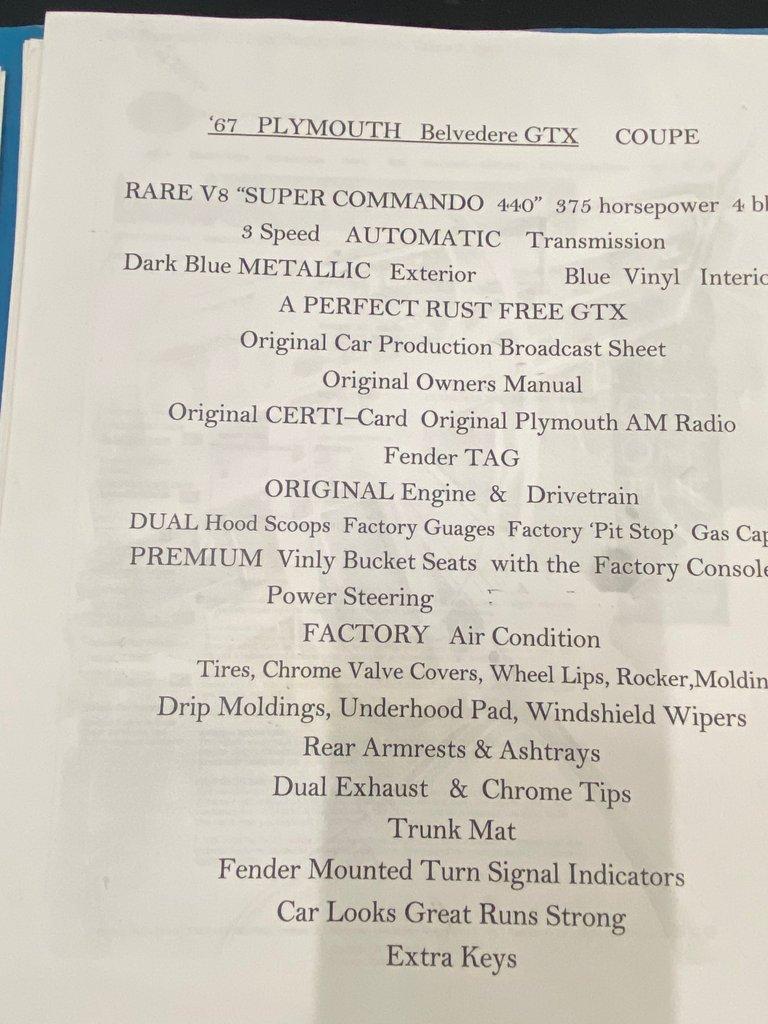 ‘67 PLYMOUTH Belvedere GTX COUPE
RARE V8 “SUPER COMMANDO 440” 375 horsepower 4
3 Speed AUTOMATIC Transmission
Dark Blue METALLIC Exterior Blue Vinyl
A PERFECT RUST FREE GTX
Original Car Production Broadcast Sheet
Original Owners Manual
Original CERTI–Card Original Plymouth AM Radio
Fender TAG
ORIGINAL Engine & Drivetrain
DUAL Hood Scoops Factory Guages Factory ‘Pit Stop’ Gas Cap
PREMIUM Vinly Bucket Seats with the Factory Console
Power Steering
FACTORY Air Condition
Tires, Chrome Valve Covers, Wheel Lips, Rocker,Moldin
Drip Moldings, Underhood Pad, Windshield Wipers
Rear Armrests & Ashtrays
Dual Exhaust & Chrome Tips
Trunk Mat
Fender Mounted Turn Signal Indicators
Car Looks Great Runs Strong
Extra Keys